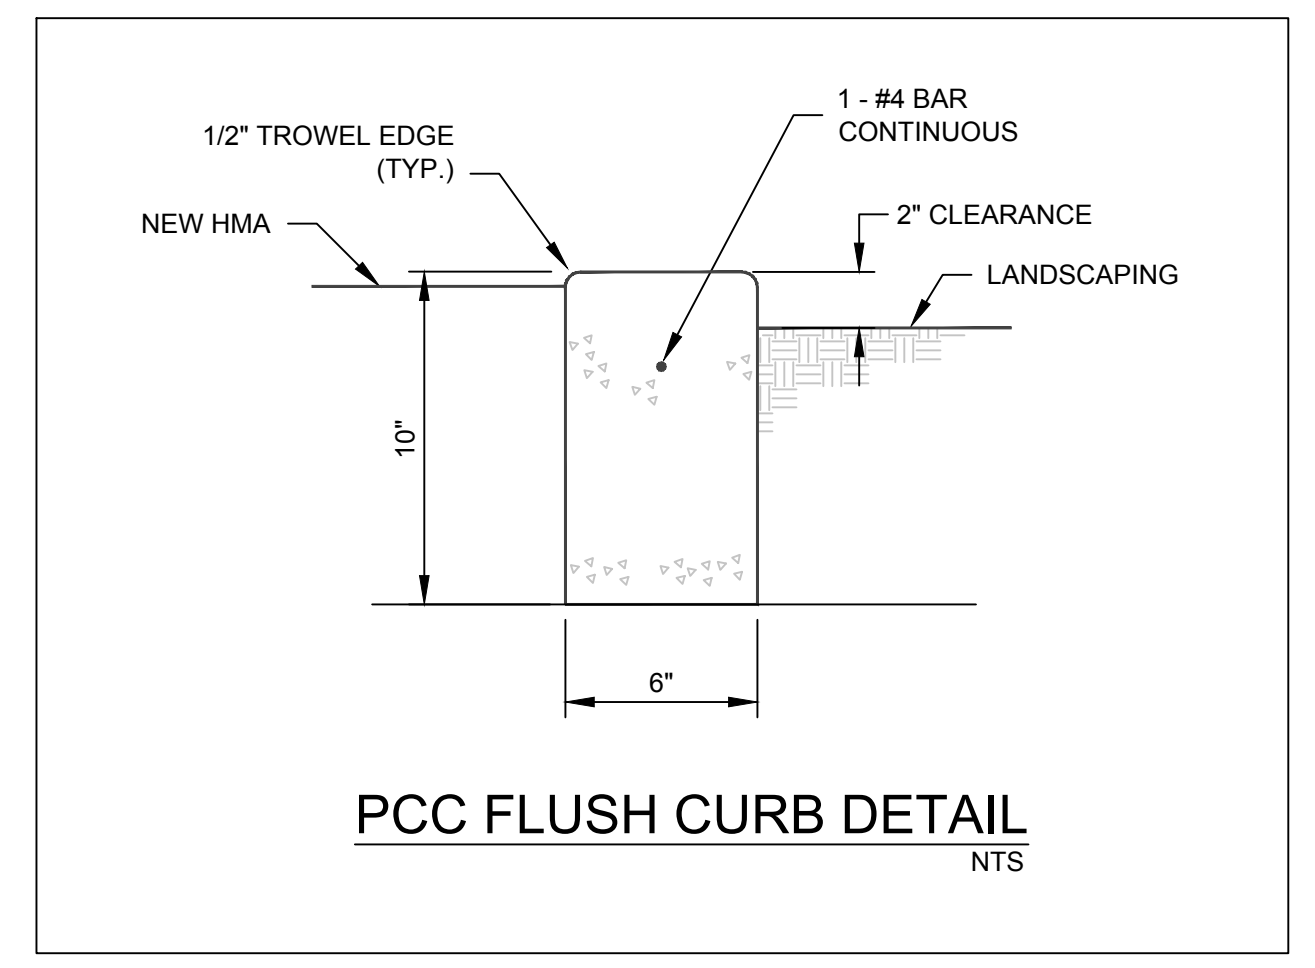 1 - #4 BAR
CONTINUOUS
1/2" TROWEL EDGE
(TYP.)
NEW HMA
2" CLEARANCE
LANDSCAPING
10"
6"
PCC FLUSH CURB DETAIL
NTS